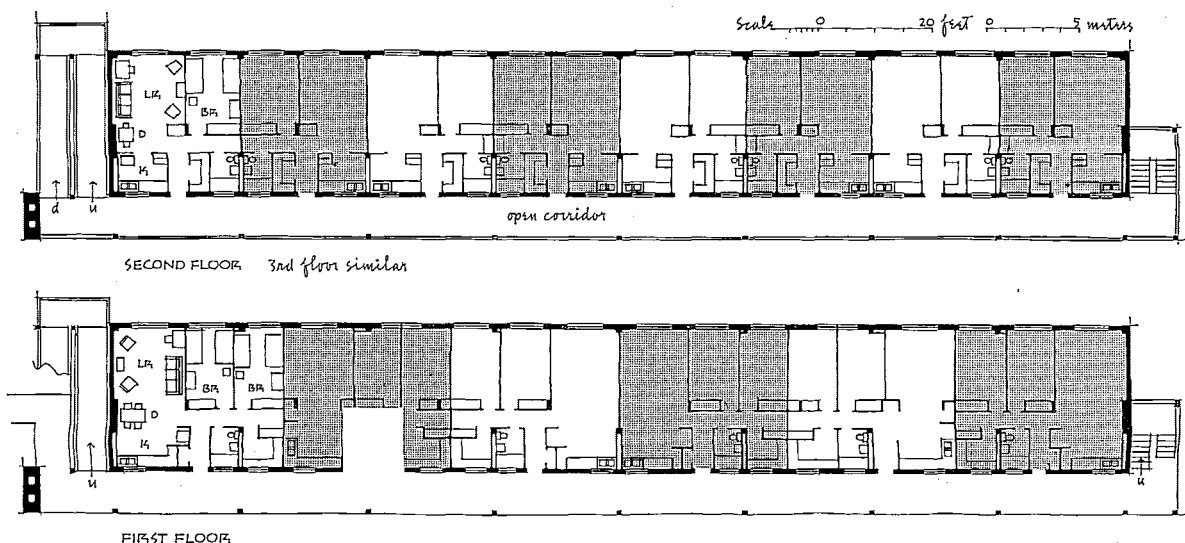 Scale 0 20 feet 0 5 meters
LR
BR
D
K
d u
open corridor
SECOND FLOOR 3rd floor similar
LR
BR BR
D
K
u
u
FIRST FLOOR